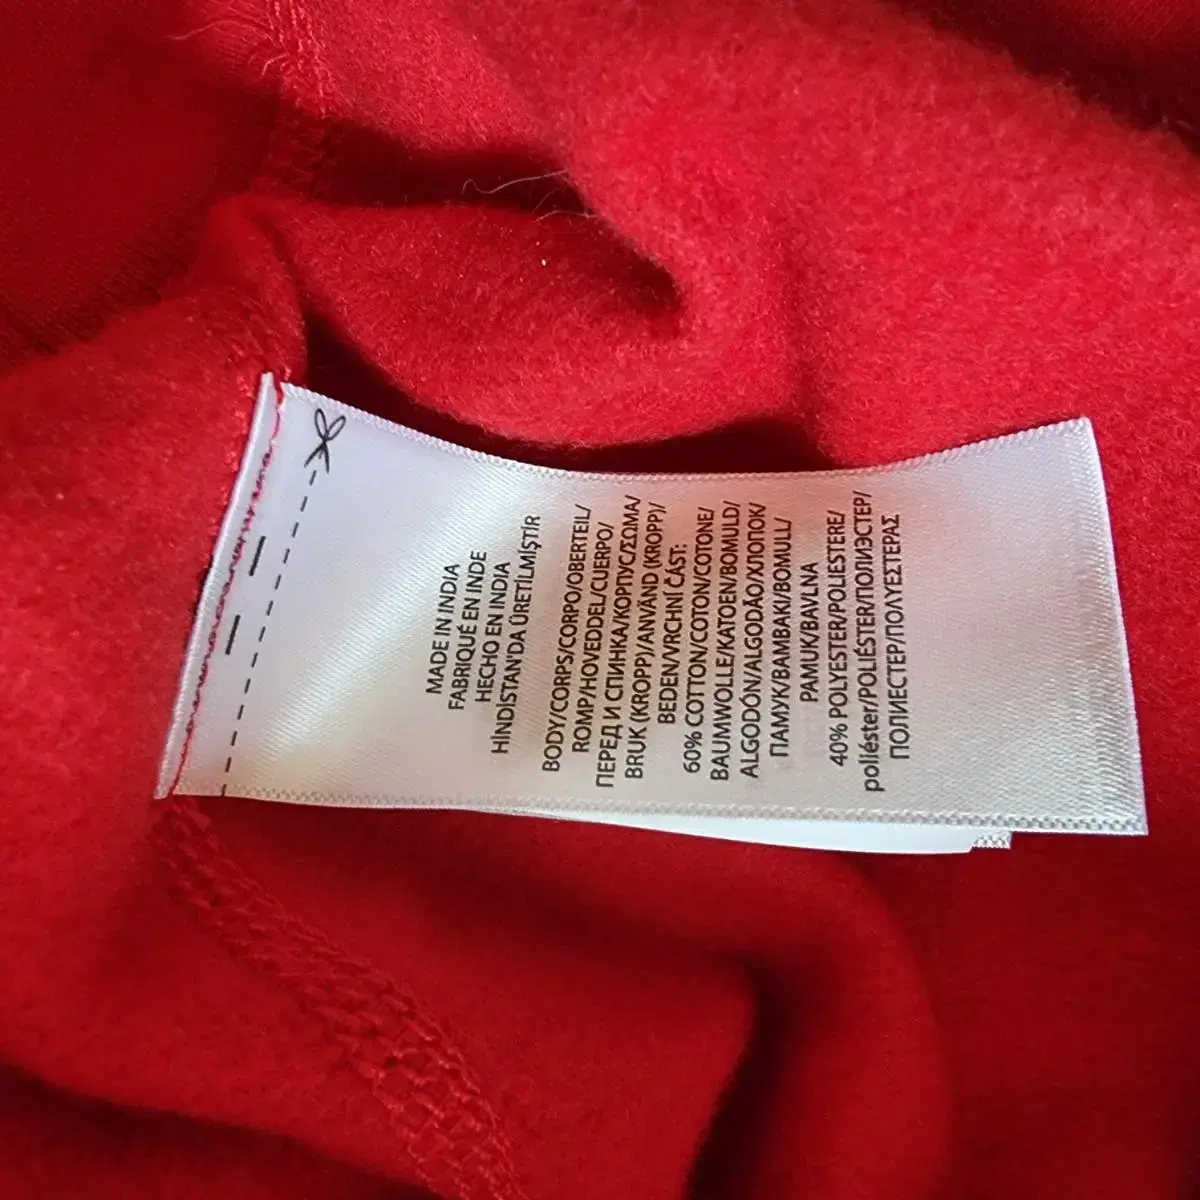 MADE IN INDIA
FABRIQUÉ EN INDE
HECHO EN INDIA
HİNDİSTAN'DA ÜRETİLMİŞTİR
BODY/CORPS/CORPO/OBERTEIL/
ROMP/HOVEDDEL/CUERPO/
ПЕРЕД И СПИНКА/КОРПУС/ΣΩΜΑ/
BRUK (KROPP)/ANVÄND (KROPP)/
BEDEN/VRCHNÍ ČÁST:
60% COTTON/COTON/COTONE/
BAUMWOLLE/KATOEN/BOMULD/
ALGODÓN/ALGODÃO/ХЛОПОК/
ПАМУК/ΒΑΜΒΑΚΙ/BOMULL/
PAMUK/BAVLNA
40% POLYESTER/POLIESTERE/
poliéster/POLIÉSTER/ПОЛИЭСТЕР/
ПОЛИЕСТЕР/ΠΟΛΥΕΣΤΕΡΑΣ